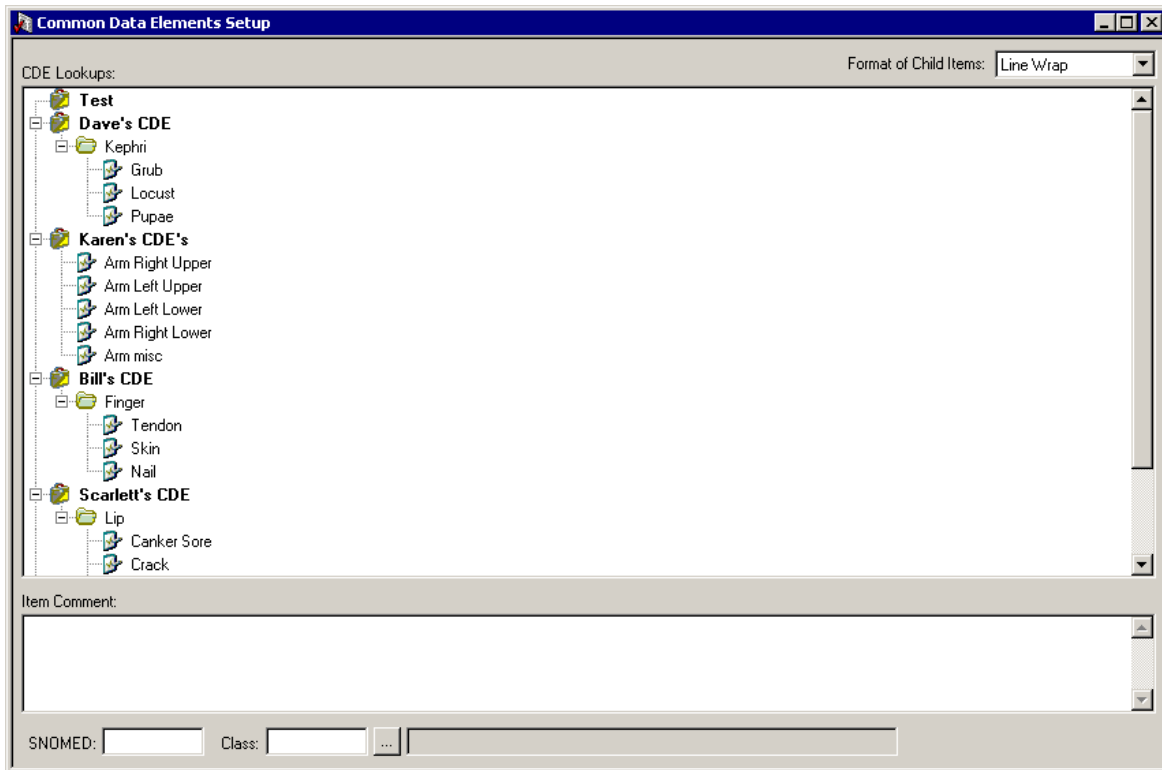 Common Data Elements Setup
CDE Lookups:
Format of Child Items: Line Wrap
Test
Dave's CDE
Kephri
Grub
Locust
Pupae
Karen's CDE's
Arm Right Upper
Arm Left Upper
Arm Left Lower
Arm Right Lower
Arm misc
Bill's CDE
Finger
Tendon
Skin
Nail
Scarlett's CDE
Lip
Canker Sore
Crack
Item Comment:
SNOMED: Class: ...